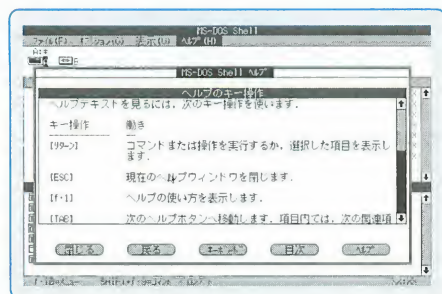 MS-DOS Shell
ファイル(F) オプション(O) 表示(U) ヘルプ(H)
A:¥
MS-DOS Shell ヘルプ
ヘルプのキー操作
ヘルプテキストを見るには、次のキー操作を使います.
キー操作 働き
[リターン] コマンドまたは操作を実行するか、選択した項目を表示します.
[ESC] 現在のヘルプウィンドウを閉じます.
[f・1] ヘルプの使い方を表示します.
[TAB] 次のヘルプボタンへ移動します. 項目内では、次の関連項
閉じる 戻る キーボード 目次 ヘルプ